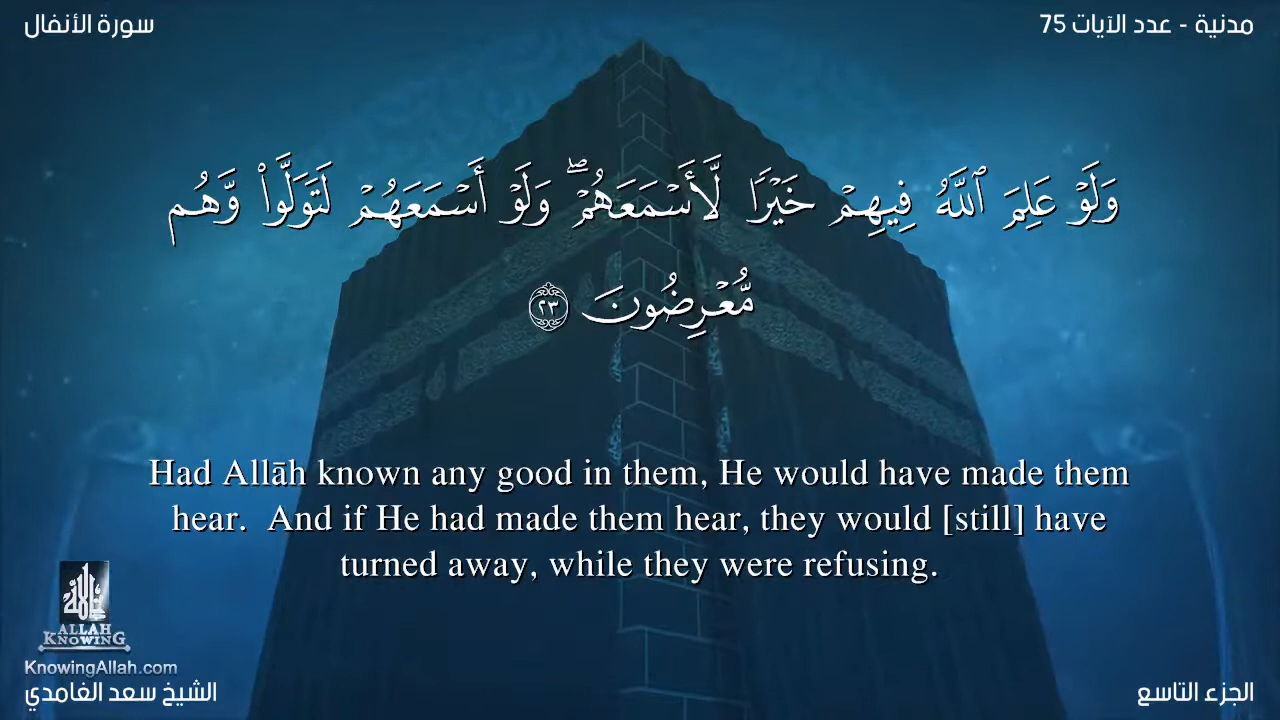 سورة الأنفال
مدنية - عدد الآيات 75
وَلَوْ عَلِمَ ٱللَّهُ فِيهِمْ خَيْرًا لَّأَسْمَعَهُمْ ۖ وَلَوْ أَسْمَعَهُمْ لَتَوَلَّوا۟ وَّهُم
مُّعْرِضُونَ ٢٣
Had Allāh known any good in them, He would have made them
hear.  And if He had made them hear, they would [still] have
turned away, while they were refusing.
الله
ALLAH
KNOWING
KnowingAllah.com
الشيخ سعد الغامدي
الجزء التاسع